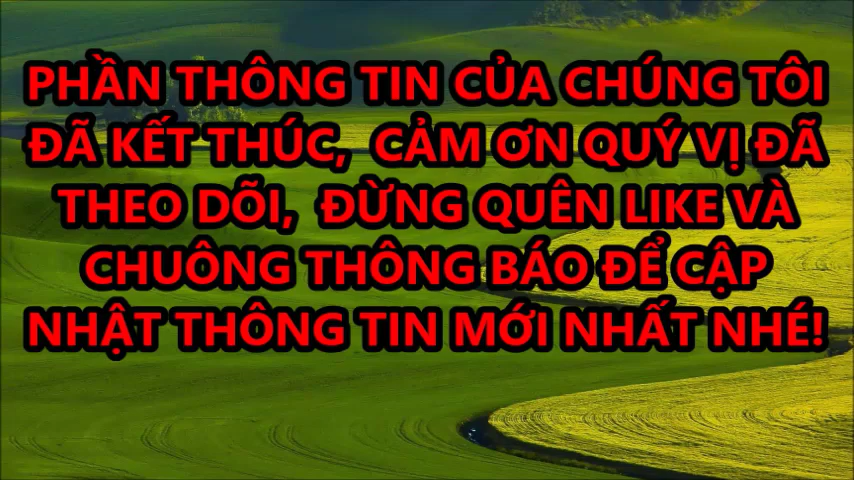 PHẦN THÔNG TIN CỦA CHÚNG TÔI
ĐÃ KẾT THÚC, CẢM ƠN QUÝ VỊ ĐÃ
THEO DÕI, ĐỪNG QUÊN LIKE VÀ
CHUÔNG THÔNG BÁO ĐỂ CẬP
NHẬT THÔNG TIN MỚI NHẤT NHÉ!